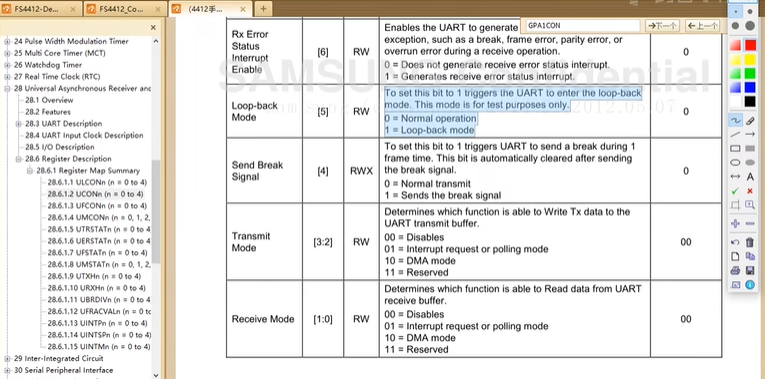 FS4412-De...
FS4412_Co...
(4412手...
24 Pulse Width Modulation Timer
25 Multi Core Timer (MCT)
26 Watchdog Timer
27 Real Time Clock (RTC)
28 Universal Asynchronous Receiver and
28.1 Overview
28.2 Features
28.3 UART Description
28.4 UART Input Clock Description
28.5 I/O Description
28.6 Register Description
28.6.1 Register Map Summary
28.6.1.1 ULCONn (n = 0 to 4)
28.6.1.2 UCONn (n = 0 to 4)
28.6.1.3 UFCONn (n = 0 to 4)
28.6.1.4 UMCONn (n = 0, 1, 2,
28.6.1.5 UTRSTATn (n = 0 to 4
28.6.1.6 UERSTATn (n = 0 to 4
28.6.1.7 UFSTATn (n = 0 to 4)
28.6.1.8 UMSTATn (n = 0, 1, 2,
28.6.1.9 UTXHn (n = 0 to 4)
28.6.1.10 URXHn (n = 0 to 4)
28.6.1.11 UBRDIVn (n = 0 to 4
28.6.1.12 UFRACVALn (n = 0 to
28.6.1.13 UINTPn (n = 0 to 4)
28.6.1.14 UINTSPn (n = 0 to 4)
28.6.1.15 UINTMn (n = 0 to 4)
29 Inter-Integrated Circuit
30 Serial Peripheral Interface
GPA1CON
下一个
上一个
Rx Error
Status
Interrupt
Enable
[6]
RW
Enables the UART to generate
exception, such as a break, frame error, parity error, or
overrun error during a receive operation.
0 = Does not generate receive error status interrupt.
1 = Generates receive error status interrupt.
0
Loop-back
Mode
[5]
RW
To set this bit to 1 triggers the UART to enter the loop-back
mode. This mode is for test purposes only.
0 = Normal operation
1 = Loop-back mode
0
Send Break
Signal
[4]
RWX
To set this bit to 1 triggers UART to send a break during 1
frame time. This bit is automatically cleared after sending
the break signal.
0 = Normal transmit
1 = Sends the break signal
0
Transmit
Mode
[3:2]
RW
Determines which function is able to Write Tx data to the
UART transmit buffer.
00 = Disables
01 = Interrupt request or polling mode
10 = DMA mode
11 = Reserved
00
Receive Mode
[1:0]
RW
Determines which function is able to Read data from UART
receive buffer.
00 = Disables
01 = Interrupt request or polling mode
10 = DMA mode
11 = Reserved
00